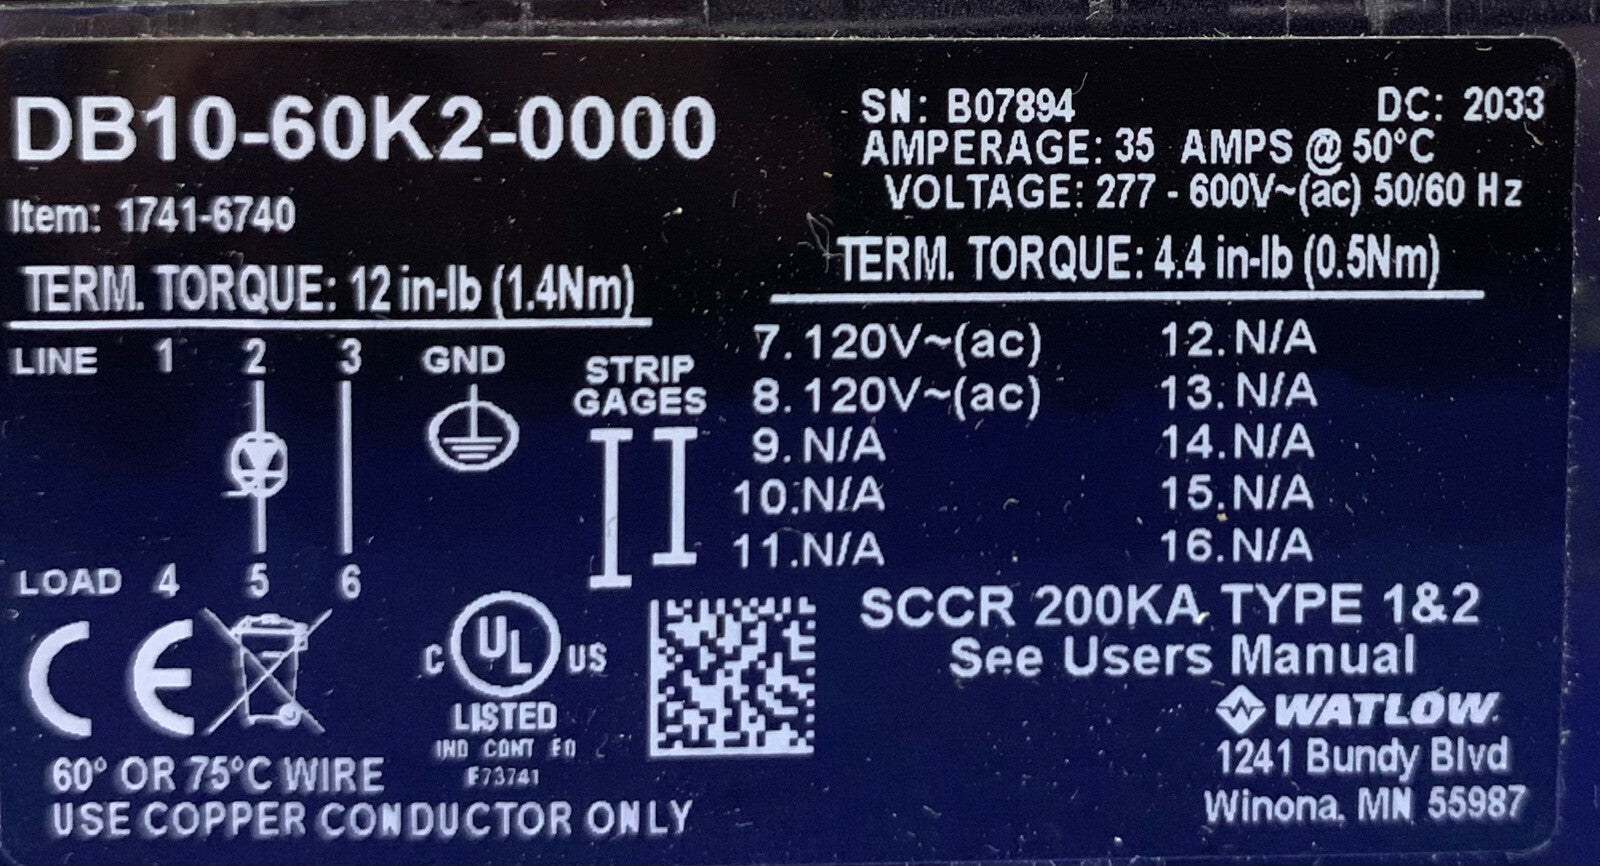 DB10-60K2-0000
Item: 1741-6740
SN: B07894 DC: 2033
AMPERAGE: 35 AMPS @ 50°C
VOLTAGE: 277 - 600V~(ac) 50/60 Hz
TERM. TORQUE: 12 in-lb (1.4Nm)
LINE 1 2 3 GND
LOAD 4 5 6
STRIP
GAGES
TERM. TORQUE: 4.4 in-lb (0.5Nm)
7. 120V~(ac)
8. 120V~(ac)
9. N/A
10. N/A
11. N/A
12. N/A
13. N/A
14. N/A
15. N/A
16. N/A
CE
C UL US
LISTED
IND CONT EQ
E73741
60° OR 75°C WIRE
USE COPPER CONDUCTOR ONLY
SCCR 200KA TYPE 1&2
See Users Manual
WATLOW
1241 Bundy Blvd
Winona, MN 55987